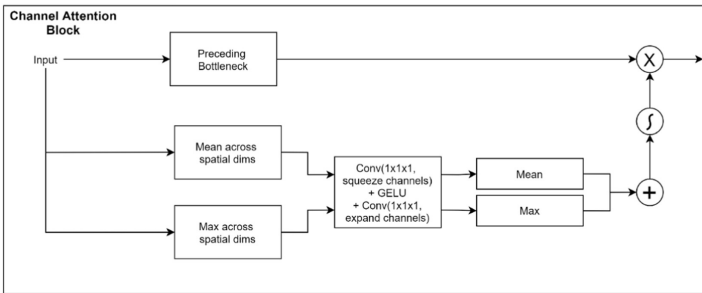 Channel Attention
Block
Input
Preceding
Bottleneck
X
Mean across
spatial dims
Max across
spatial dims
Conv(1x1x1,
squeeze channels)
+ GELU
+ Conv(1x1x1,
expand channels)
Mean
Max
+
∫